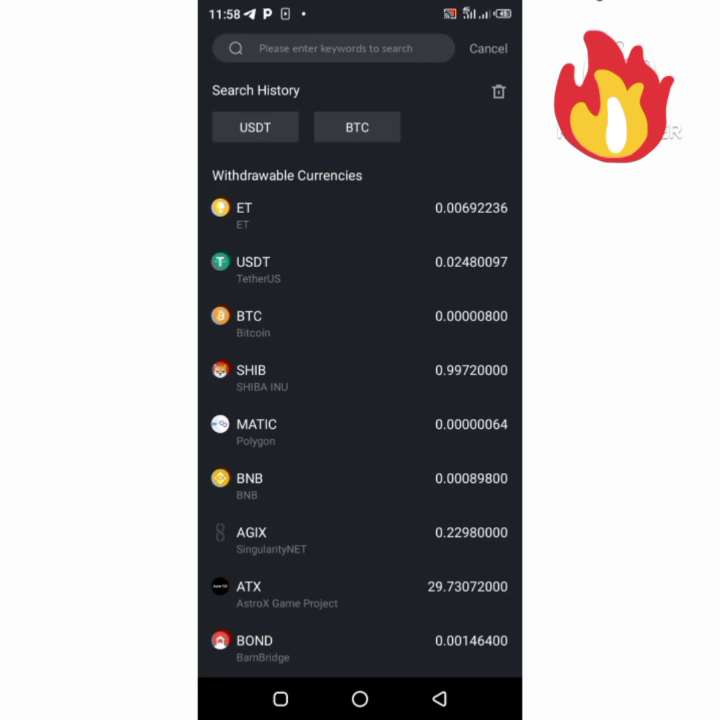 11:58
Please enter keywords to search
Cancel
Search History
USDT
BTC
Withdrawable Currencies
ET
0.00692236
ET
USDT
0.02480097
TetherUS
BTC
0.00000800
Bitcoin
SHIB
0.99720000
SHIBA INU
MATIC
0.00000064
Polygon
BNB
0.00089800
BNB
AGIX
0.22980000
SingularityNET
ATX
29.73072000
AstroX Game Project
BOND
0.00146400
BarnBridge